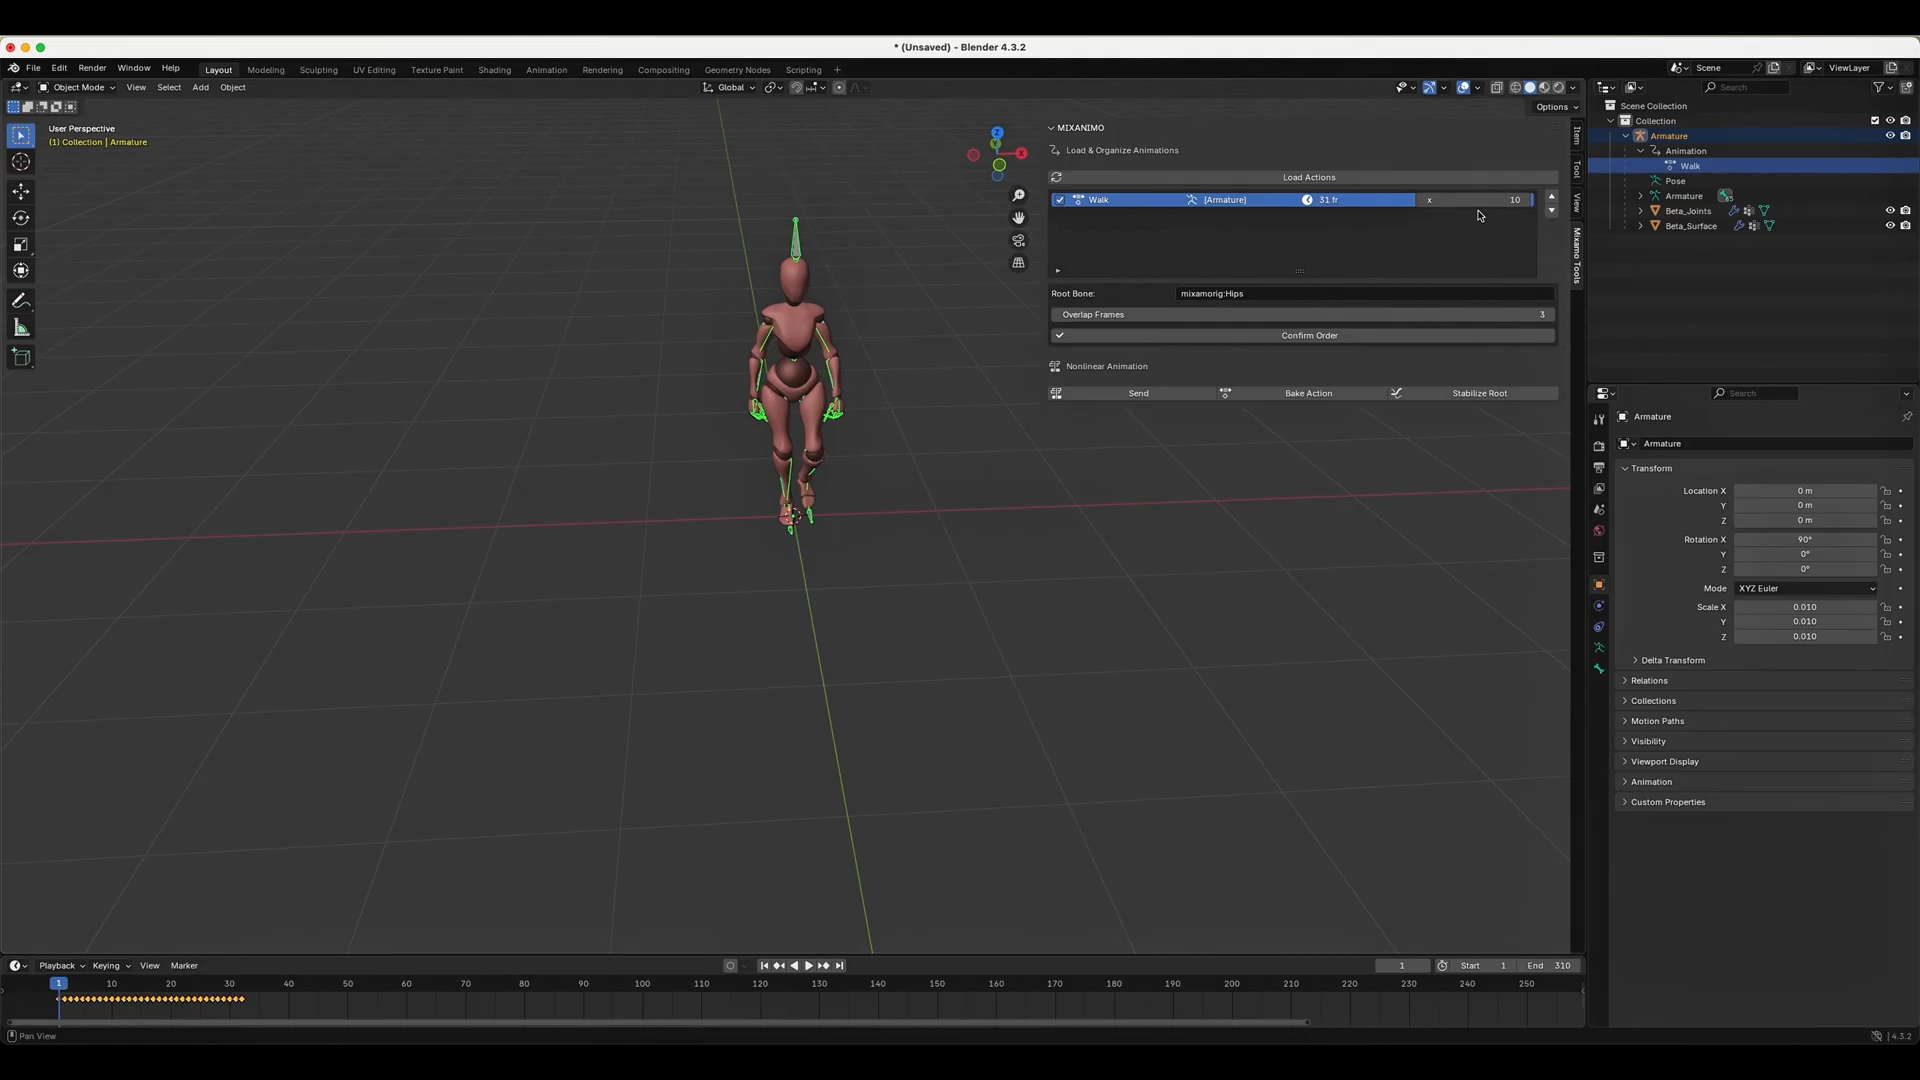 * (Unsaved) - Blender 4.3.2
File Edit Render Window Help Layout Modeling Sculpting UV Editing Texture Paint Shading Animation Rendering Compositing Geometry Nodes Scripting + Scene ViewLayer
Object Mode View Select Add Object Global Search
Options
User Perspective
(1) Collection | Armature
Z
Y
X
MIXANIMO
Load & Organize Animations
Load Actions
Walk [Armature] 31 fr x 10
Root Bone: mixamorig:Hips
Overlap Frames 3
Confirm Order
Nonlinear Animation
Send Bake Action Stabilize Root
Item
Tool
View
Mixamo Tools
Scene Collection
Collection
Armature
Animation
Walk
Pose
Armature
Beta_Joints
Beta_Surface
Search
Armature
Armature
Transform
Location X 0 m
Y 0 m
Z 0 m
Rotation X 90°
Y 0°
Z 0°
Mode XYZ Euler
Scale X 0.010
Y 0.010
Z 0.010
Delta Transform
Relations
Collections
Motion Paths
Visibility
Viewport Display
Animation
Custom Properties
Playback Keying View Marker 1 Start 1 End 310
1 10 20 30 40 50 60 70 80 90 100 110 120 130 140 150 160 170 180 190 200 210 220 230 240 250
Pan View 4.3.2